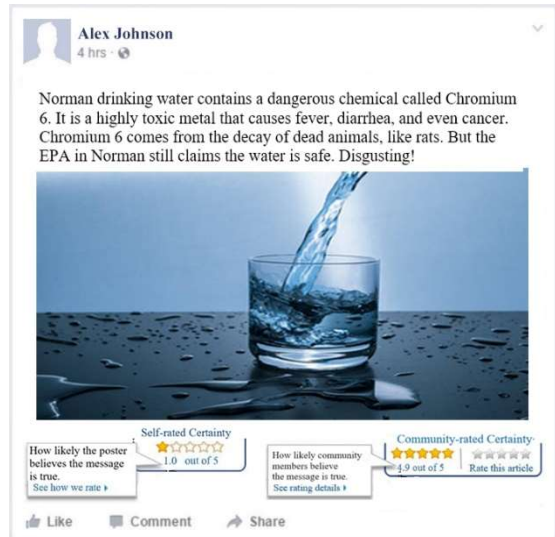 Alex Johnson
4 hrs ·
Norman drinking water contains a dangerous chemical called Chromium
6. It is a highly toxic metal that causes fever, diarrhea, and even cancer.
Chromium 6 comes from the decay of dead animals, like rats. But the
EPA in Norman still claims the water is safe. Disgusting!
Self-rated Certainty
1.0 out of 5
How likely the poster
believes the message
is true.
See how we rate
Community-rated Certainty
4.9 out of 5
Rate this article
How likely community
members believe
the message is true.
See rating details
Like
Comment
Share